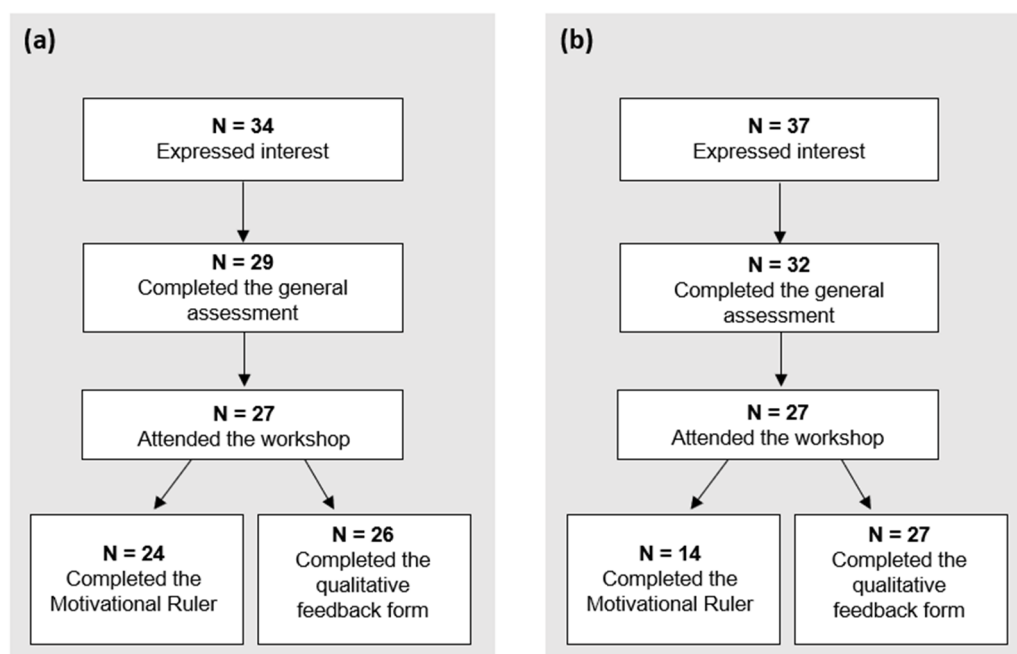 (a)
N = 34
Expressed interest
N = 29
Completed the general
assessment
N = 27
Attended the workshop
N = 24
Completed the
Motivational Ruler
N = 26
Completed the
qualitative
feedback form
(b)
N = 37
Expressed interest
N = 32
Completed the general
assessment
N = 27
Attended the workshop
N = 14
Completed the
Motivational Ruler
N = 27
Completed the
qualitative
feedback form